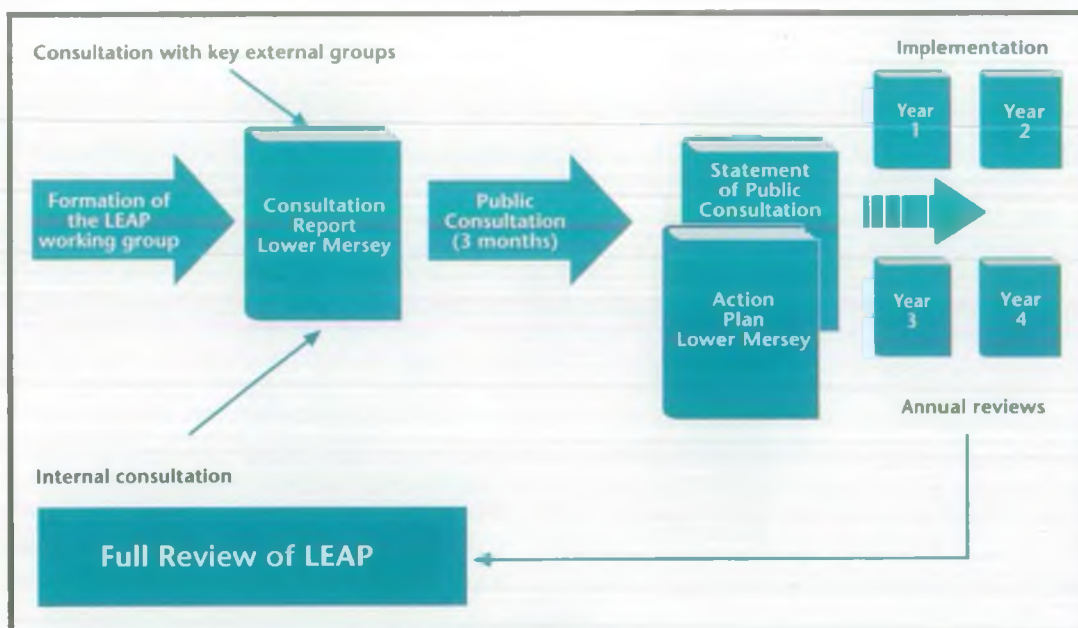 Consultation with key external groups
Implementation
Formation of
the LEAP
working group
Consultation
Report
Lower Mersey
Public
Consultation
(3 months)
Statement
of Public
Consultation
Action
Plan
Lower Mersey
Year
1
Year
2
Year
3
Year
4
Annual reviews
Internal consultation
Full Review of LEAP